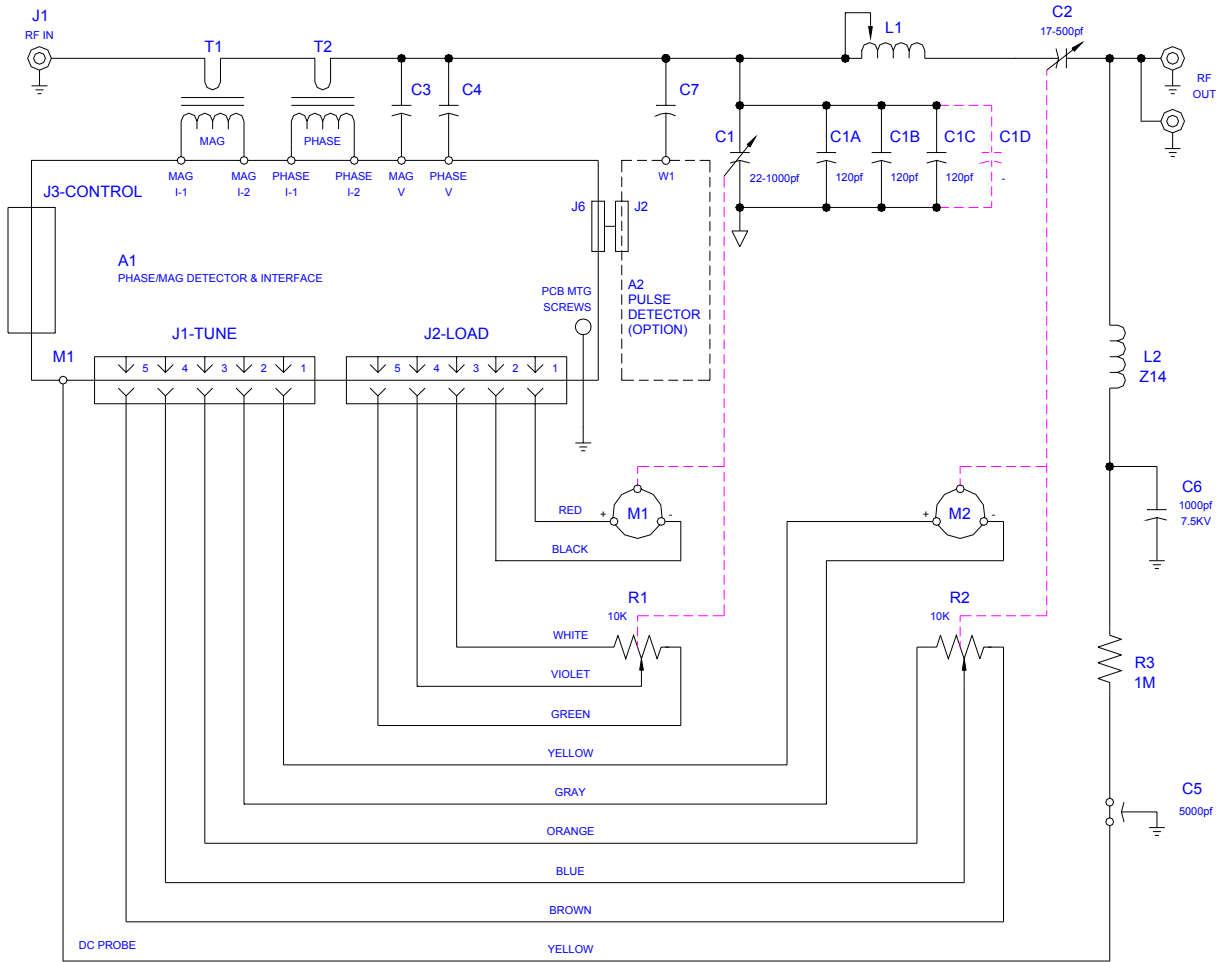 J1
RF IN
T1
T2
L1
C2
17-500pf
RF
OUT
C3
C4
C7
MAG
PHASE
C1
22-1000pf
C1A
120pf
C1B
120pf
C1C
120pf
C1D
-
MAG
I-1
MAG
I-2
PHASE
I-1
PHASE
I-2
MAG
V
PHASE
V
W1
J3-CONTROL
J6
J2
A1
PHASE/MAG DETECTOR & INTERFACE
A2
PULSE
DETECTOR
(OPTION)
PCB MTG
SCREWS
M1
J1-TUNE
5
4
3
2
1
J2-LOAD
5
4
3
2
1
L2
Z14
RED
+
M1
-
BLACK
+
M2
-
C6
1000pf
7.5KV
R1
10K
-
R2
10K
-
WHITE
VIOLET
GREEN
R3
1M
YELLOW
GRAY
C5
5000pf
ORANGE
BLUE
BROWN
DC PROBE
YELLOW